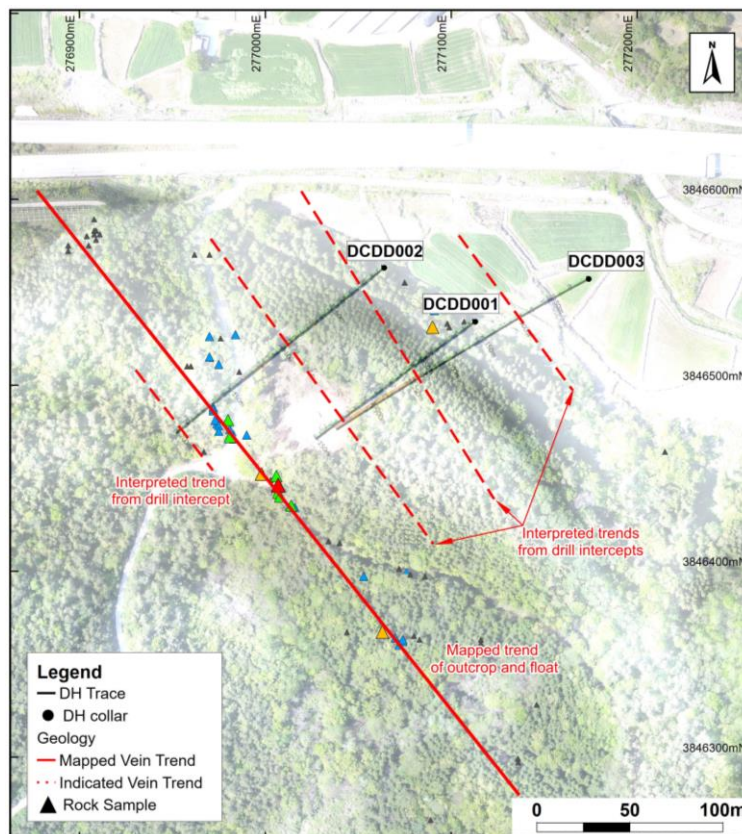 276900mE
277000mE
277100mE
277200mE
N
3846600mN
DCDD002
DCDD003
DCDD001
3846500mN
Interpreted trend
from drill intercept
Interpreted trends
from drill intercepts
3846400mN
Mapped trend
of outcrop and float
3846300mN
Legend
DH Trace
DH collar
Geology
Mapped Vein Trend
Indicated Vein Trend
Rock Sample
0 50 100m